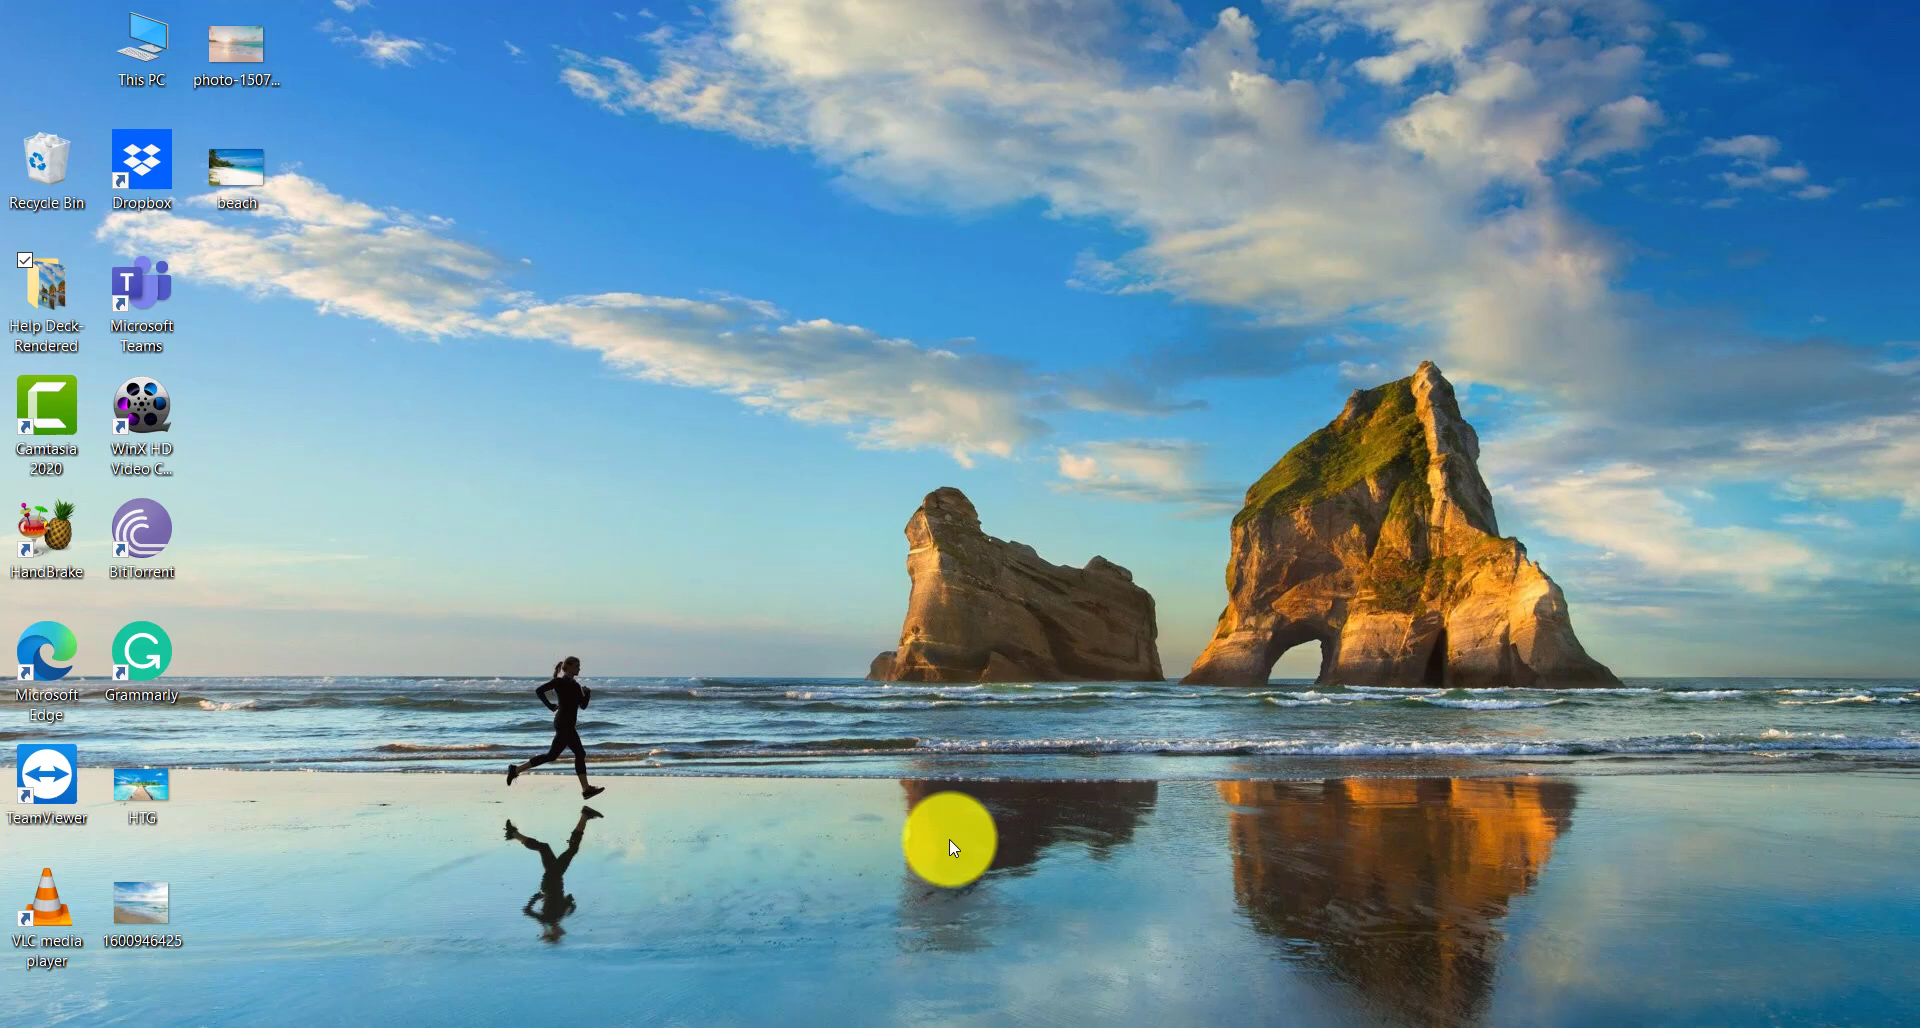 This PC
photo-1507...
Recycle Bin
Dropbox
beach
Help Deck-
Rendered
T
Microsoft
Teams
Camtasia
2020
WinX HD
Video C...
HandBrake
BitTorrent
Microsoft
Edge
G
Grammarly
TeamViewer
HTG
VLC media
player
1600946425